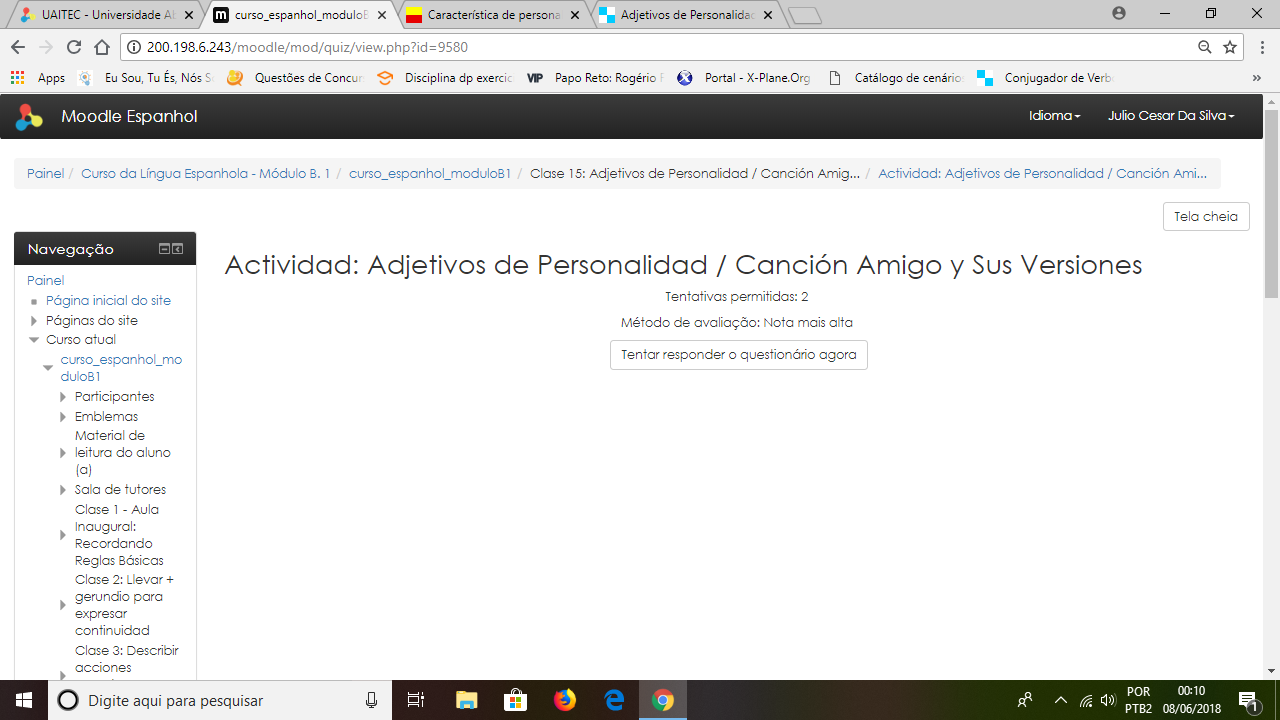 UAITEC - Universidade Ab
curso_espanhol_moduloB
Característica de persona
Adjetivos de Personalidad
200.198.6.243/moodle/mod/quiz/view.php?id=9580
Apps
Eu Sou, Tu És, Nós S
Questões de Concur
Disciplina dp exercic
VIP Papo Reto: Rogério F
Portal - X-Plane.Org
Catálogo de cenário
Conjugador de Verb
»
Moodle Espanhol
Idioma
Julio Cesar Da Silva
Painel / Curso da Língua Espanhola - Módulo B. 1 / curso_espanhol_moduloB1 / Clase 15: Adjetivos de Personalidad / Canción Amig... / Actividad: Adjetivos de Personalidad / Canción Ami...
Tela cheia
Navegação
Painel
Página inicial do site
Páginas do site
Curso atual
curso_espanhol_mo
duloB1
Participantes
Emblemas
Material de
leitura do aluno
(a)
Sala de tutores
Clase 1 - Aula
Inaugural:
Recordando
Reglas Básicas
Clase 2: Llevar +
gerundio para
expresar
continuidad
Clase 3: Describir
acciones
Actividad: Adjetivos de Personalidad / Canción Amigo y Sus Versiones
Tentativas permitidas: 2
Método de avaliação: Nota mais alta
Tentar responder o questionário agora
Digite aqui para pesquisar
POR
PTB2
00:10
08/06/2018
1